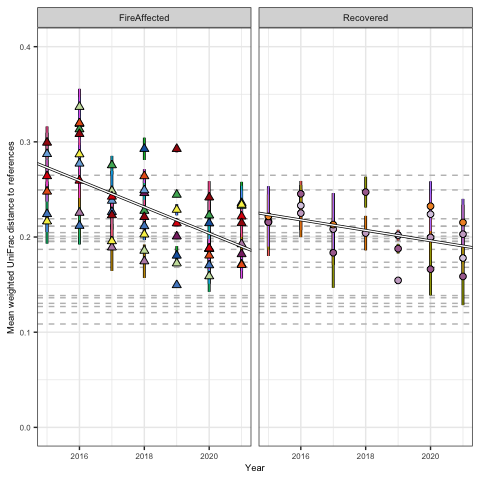 FireAffected
Recovered
Mean weighted UniFrac distance to references
0.4
0.3
0.2
0.1
0.0
2016
2018
2020
2016
2018
2020
Year